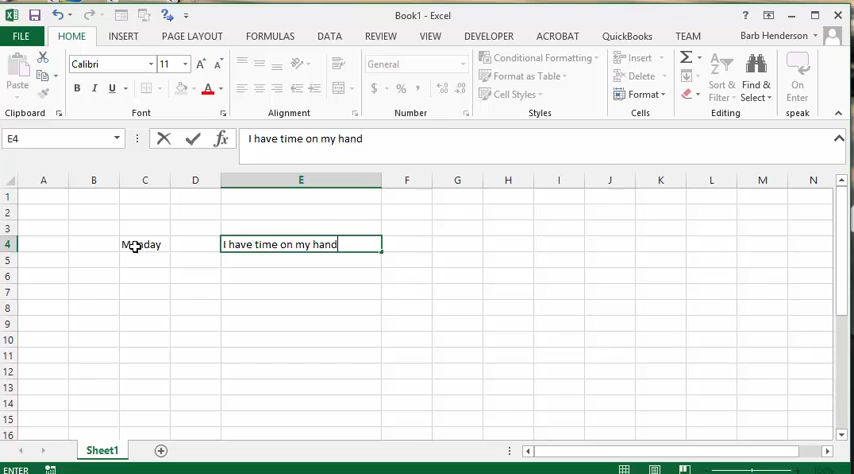 Book1 - Excel
FILE HOME INSERT PAGE LAYOUT FORMULAS DATA REVIEW VIEW DEVELOPER ACROBAT QuickBooks TEAM Barb Henderson
Paste
Clipboard
Calibri 11
B I U
Font
Alignment
General
$ % ,
Number
Conditional Formatting
Format as Table
Cell Styles
Styles
Insert
Delete
Format
Cells
Sort & Filter
Find & Select
Editing
On Enter
speak
E4 fx I have time on my hand
A B C D E F G H I J K L M N
1
2
3
4 Monday I have time on my hand
5
6
7
8
9
10
11
12
13
14
15
16
Sheet1
ENTER